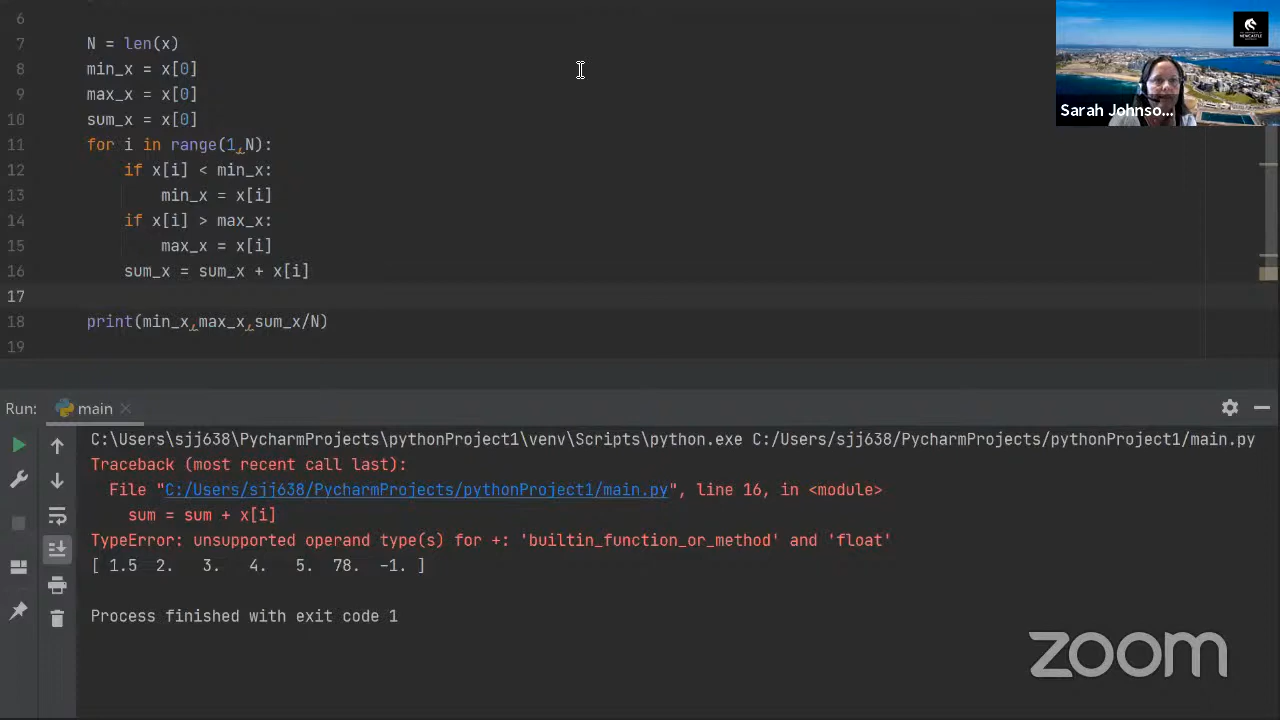 6
7 N = len(x)
8 min_x = x[0]
9 max_x = x[0]
10 sum_x = x[0]
11 for i in range(1,N):
12 if x[i] < min_x:
13 min_x = x[i]
14 if x[i] > max_x:
15 max_x = x[i]
16 sum_x = sum_x + x[i]
17
18 print(min_x,max_x,sum_x/N)
19
Sarah Johnso...
Run: main
C:\Users\sjj638\PycharmProjects\pythonProject1\venv\Scripts\python.exe C:/Users/sjj638/PycharmProjects/pythonProject1/main.py
Traceback (most recent call last):
File "C:/Users/sjj638/PycharmProjects/pythonProject1/main.py", line 16, in <module>
sum = sum + x[i]
TypeError: unsupported operand type(s) for +: 'builtin_function_or_method' and 'float'
[ 1.5 2. 3. 4. 5. 78. -1. ]
Process finished with exit code 1
zoom